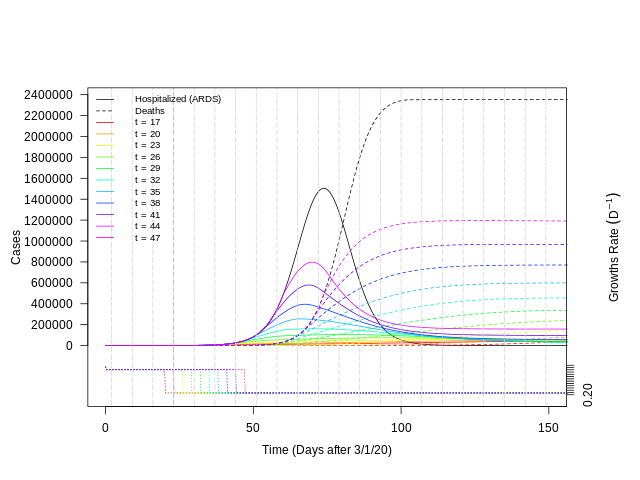 2400000
2200000
2000000
1800000
1600000
1400000
1200000
1000000
800000
600000
400000
200000
0
Cases
Hospitalized (ARDS)
Deaths
t = 17
t = 20
t = 23
t = 26
t = 29
t = 32
t = 35
t = 38
t = 41
t = 44
t = 47
Growths Rate (D⁻¹)
0.20
0 50 100 150
Time (Days after 3/1/20)